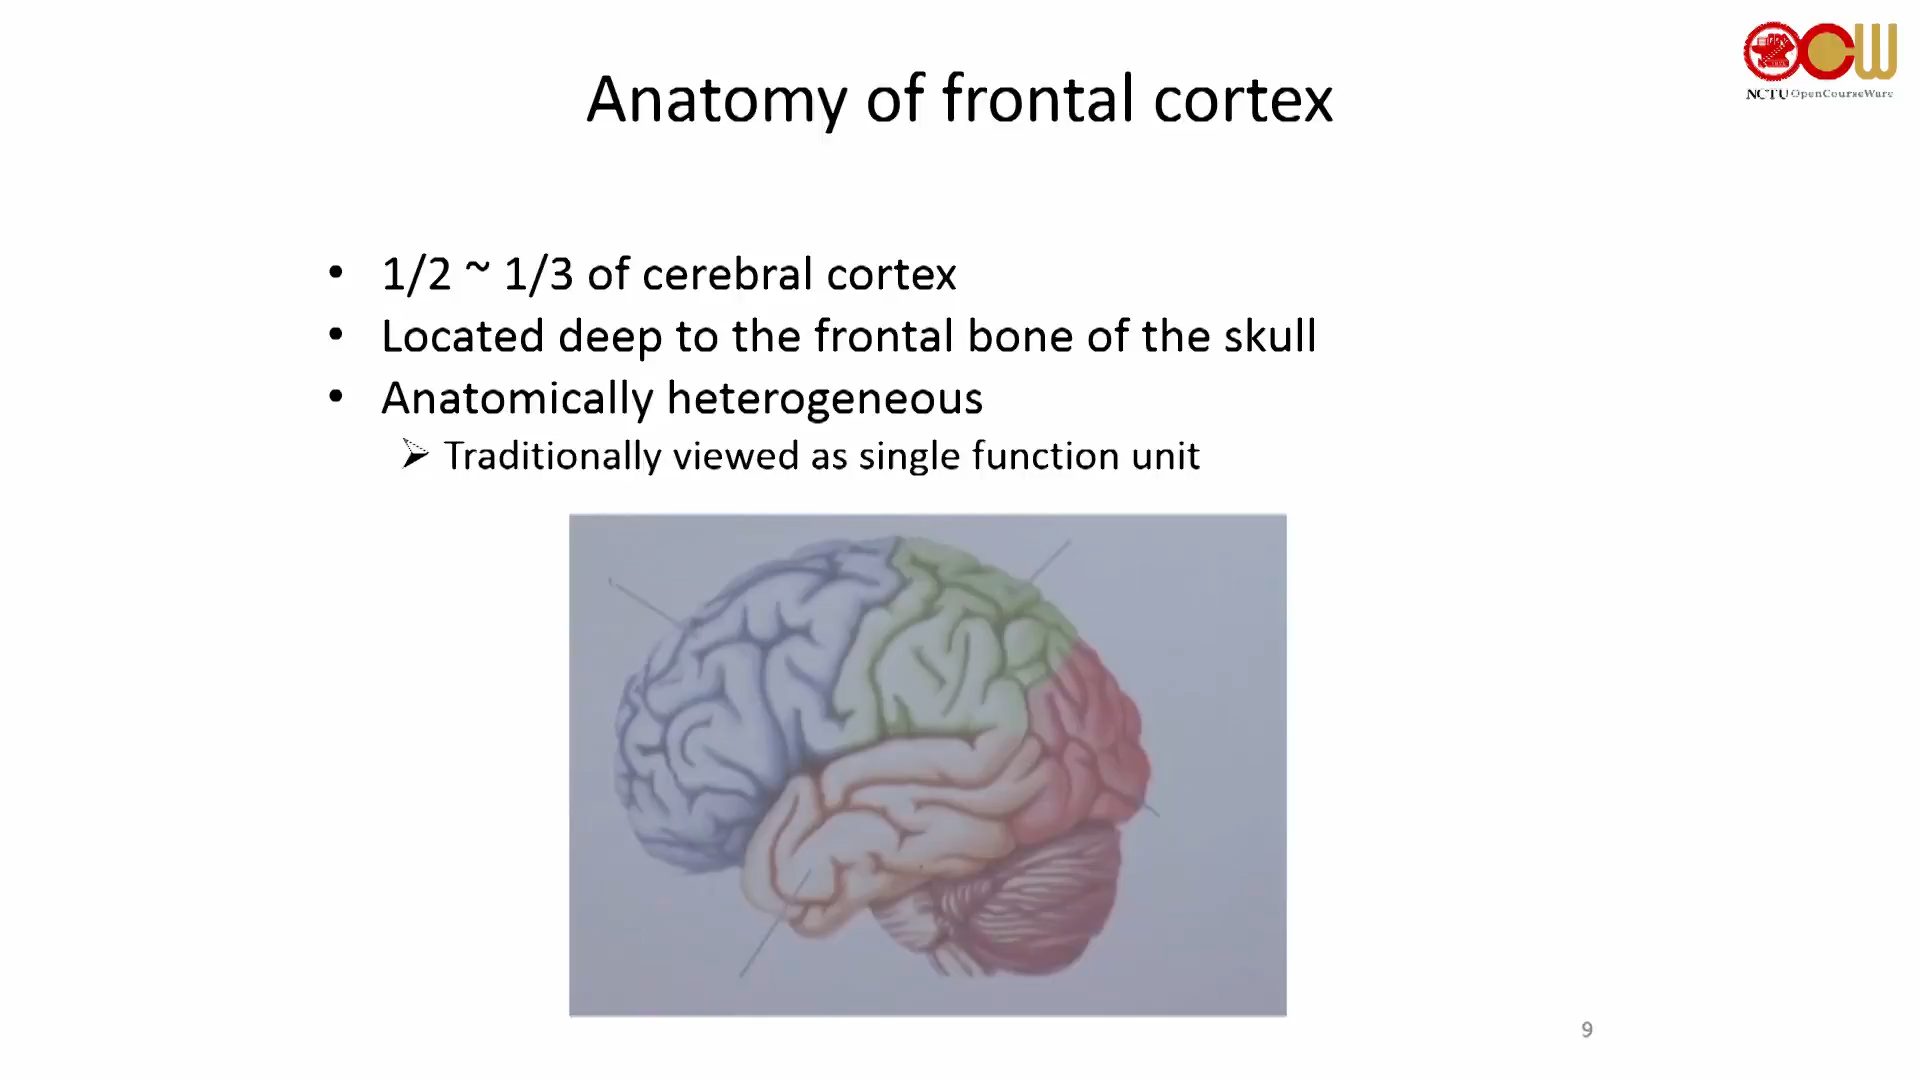 NCTU OpenCourseWare
Anatomy of frontal cortex
• 1/2 ~ 1/3 of cerebral cortex
• Located deep to the frontal bone of the skull
• Anatomically heterogeneous
➢ Traditionally viewed as single function unit
9